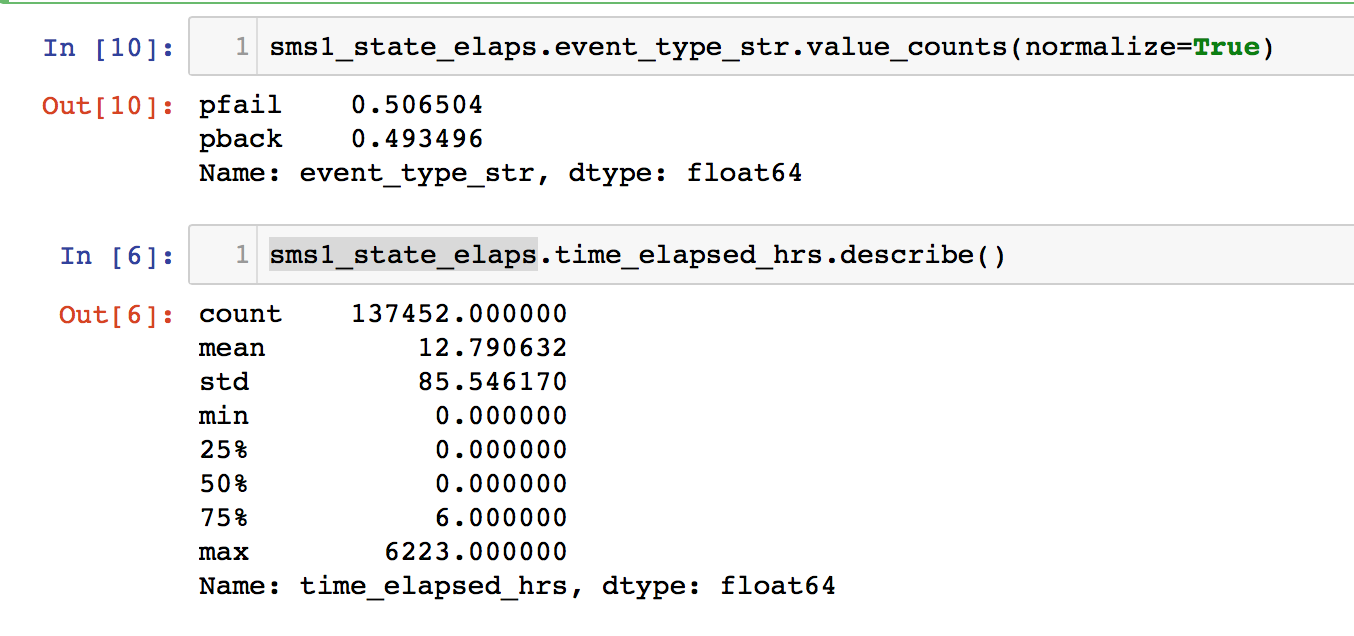 In [10]: 1 sms1_state_elaps.event_type_str.value_counts(normalize=True)
Out[10]: pfail 0.506504
pback 0.493496
Name: event_type_str, dtype: float64
In [6]: 1 sms1_state_elaps.time_elapsed_hrs.describe()
Out[6]: count 137452.000000
mean 12.790632
std 85.546170
min 0.000000
25% 0.000000
50% 0.000000
75% 6.000000
max 6223.000000
Name: time_elapsed_hrs, dtype: float64